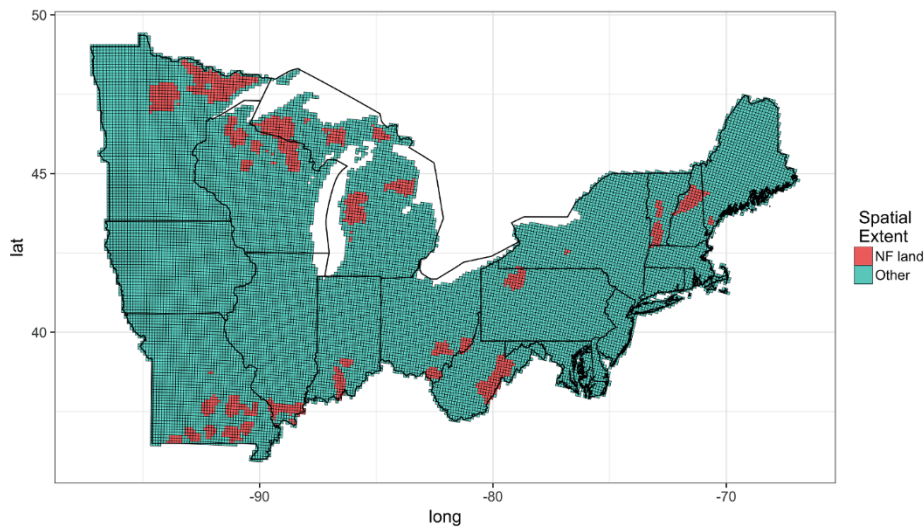 50
45
40
lat
-90
-80
-70
long
Spatial
Extent
NF land
Other